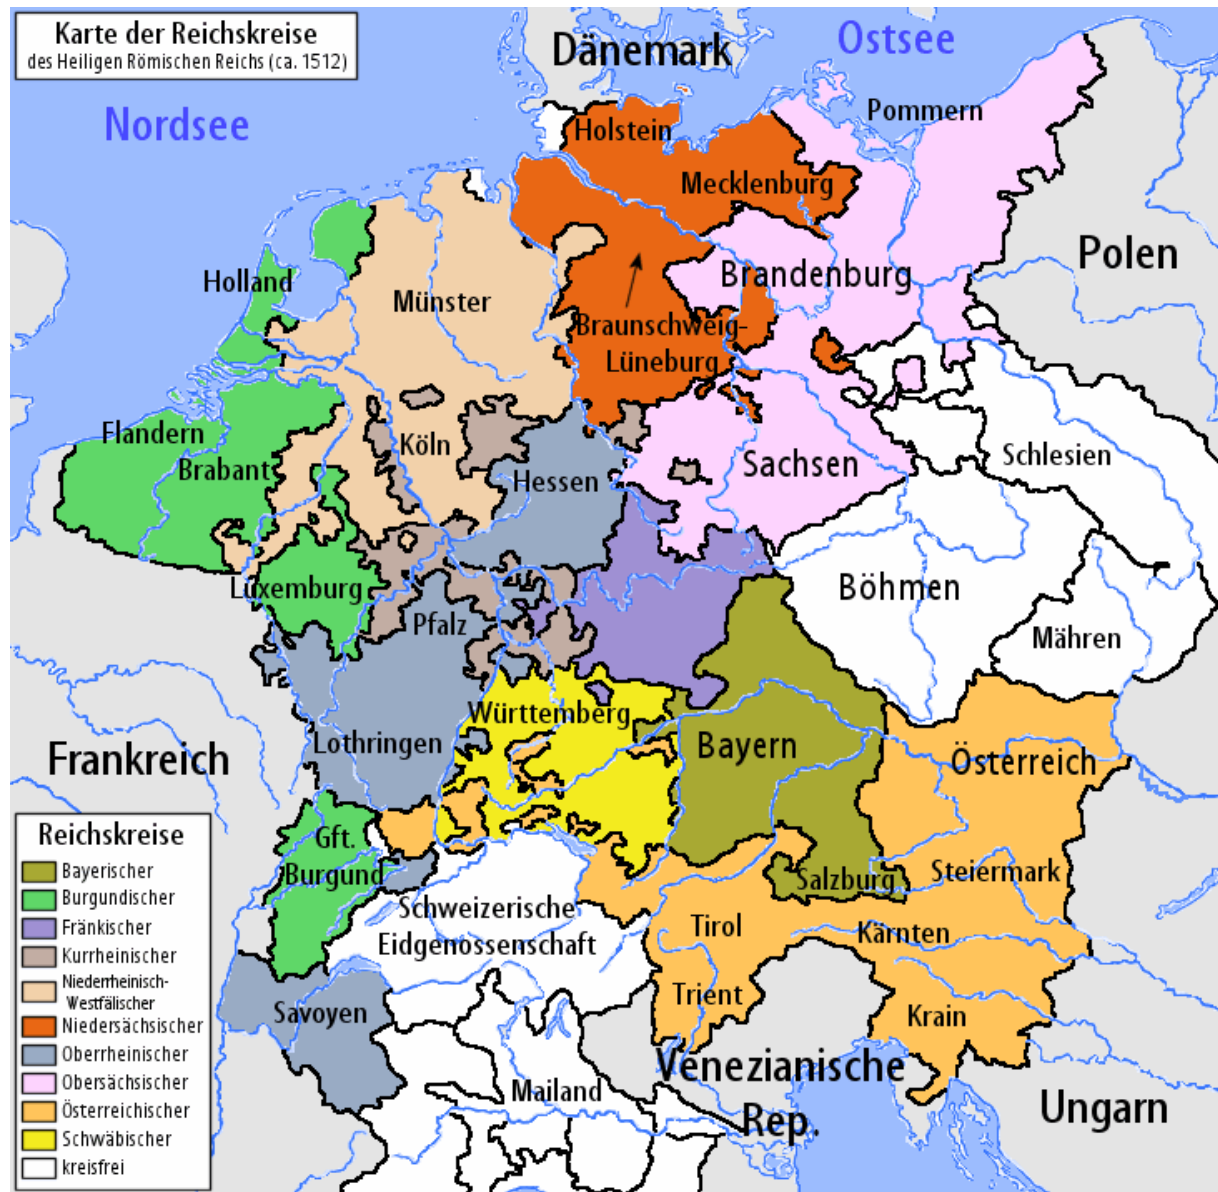 Karte der Reichskreise
des Heiligen Römischen Reichs (ca. 1512)
Dänemark
Ostsee
Nordsee
Pommern
Holstein
Mecklenburg
Polen
Holland
Münster
Brandenburg
Braunschweig-
Lüneburg
Flandern
Brabant
Köln
Hessen
Sachsen
Schlesien
Luxemburg
Pfalz
Böhmen
Mähren
Frankreich
Lothringen
Württemberg
Bayern
Österreich
Gft.
Burgund
Salzburg
Steiermark
Schweizerische
Eidgenossenschaft
Tirol
Kärnten
Trient
Krain
Savoyen
Mailand
Venezianische
Rep.
Ungarn
Reichskreise
Bayerischer
Burgundischer
Fränkischer
Kurrheinischer
Niederrheinisch-
Westfälischer
Niedersächsischer
Oberrheinischer
Obersächsischer
Österreichischer
Schwäbischer
kreisfrei